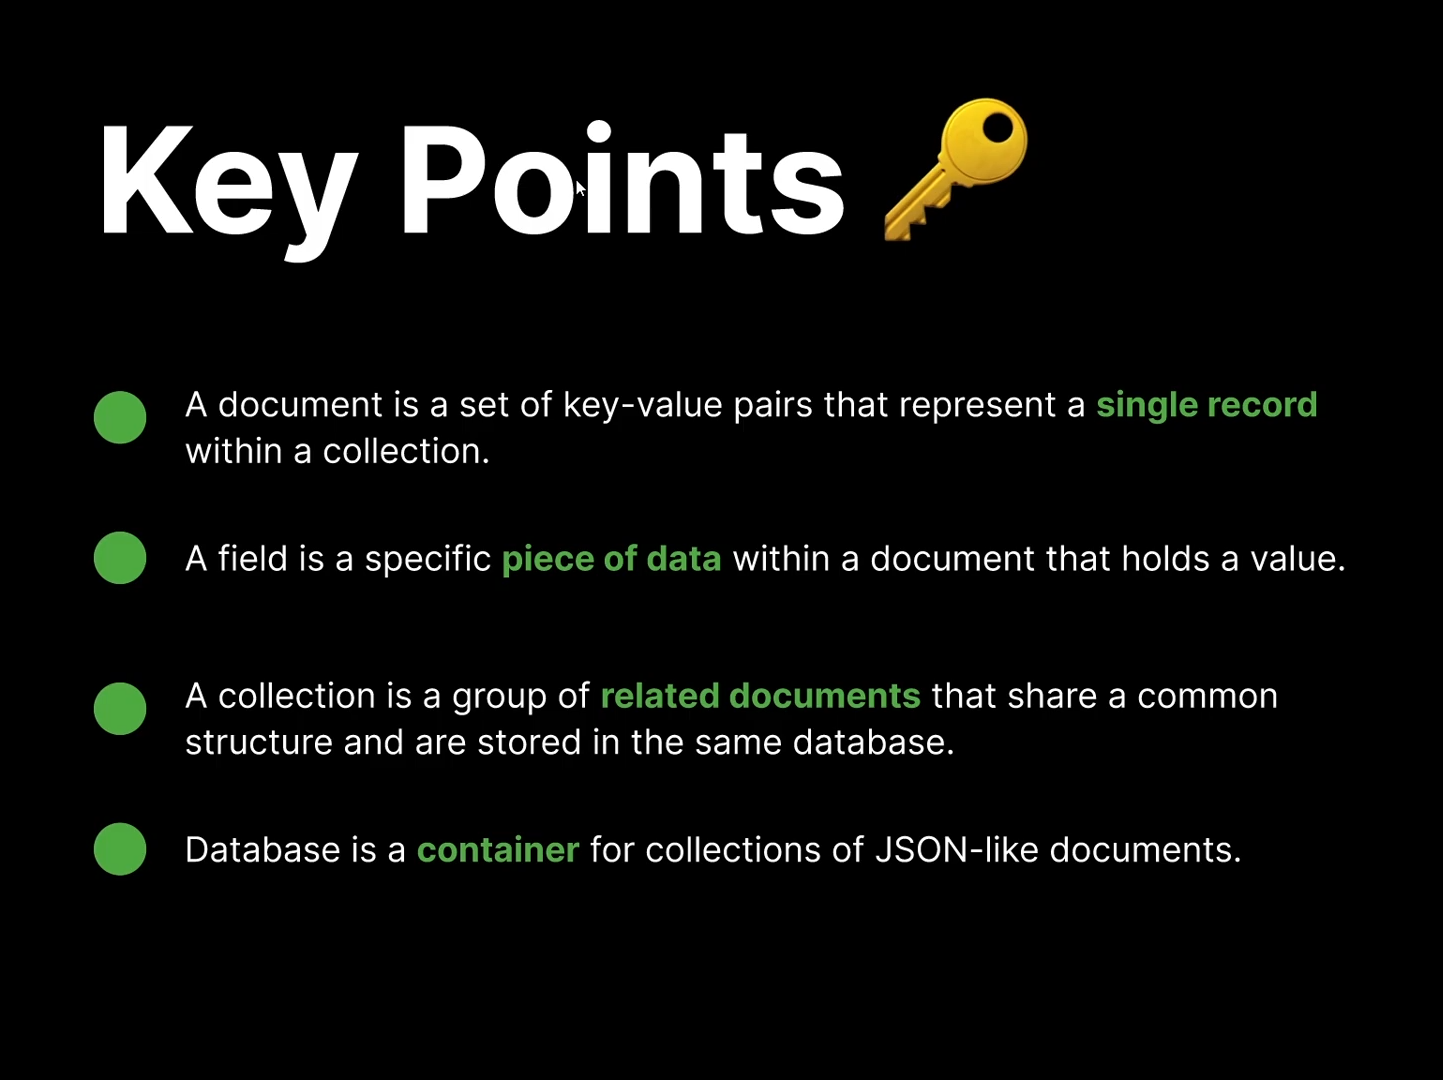 Key Points
A document is a set of key-value pairs that represent a single record
within a collection.
A field is a specific piece of data within a document that holds a value.
A collection is a group of related documents that share a common
structure and are stored in the same database.
Database is a container for collections of JSON-like documents.